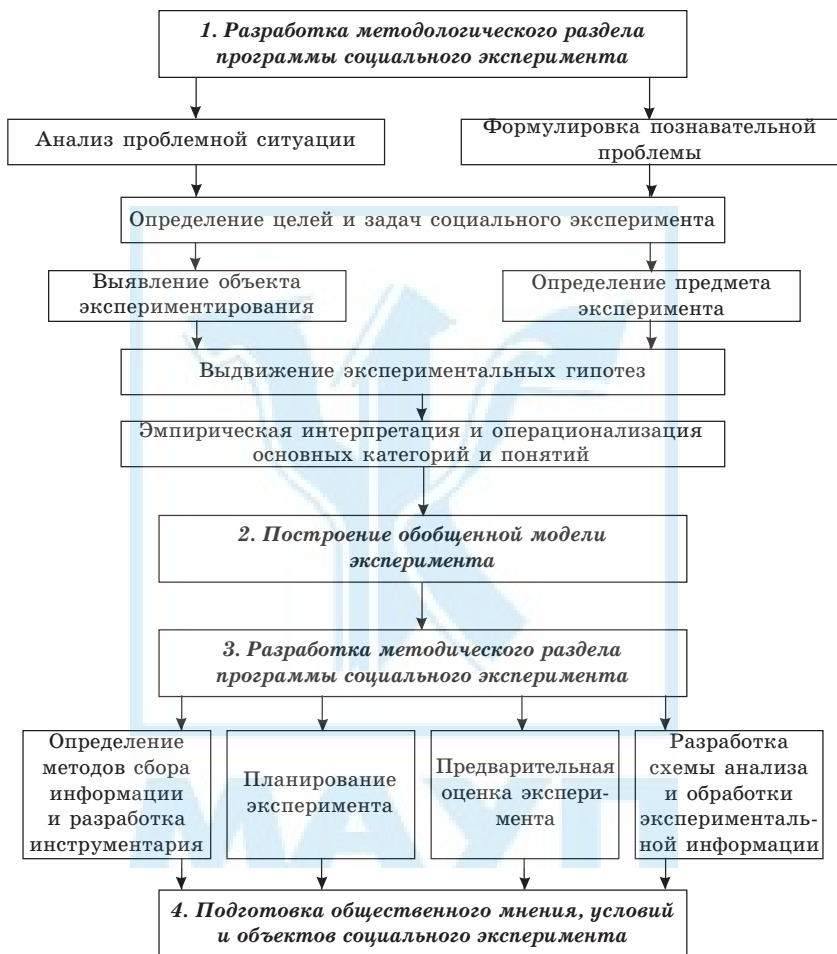 1. Разработка методологического раздела
программы социального эксперимента
Анализ проблемной ситуации
Формулировка познавательной
проблемы
Определение целей и задач социального эксперимента
Выявление объекта
экспериментирования
Определение предмета
эксперимента
Выдвижение экспериментальных гипотез
Эмпирическая интерпретация и операционализация
основных категорий и понятий
2. Построение обобщенной модели
эксперимента
3. Разработка методического раздела
программы социального эксперимента
Определение
методов сбора
информации
и разработка
инструментария
Планирование
эксперимента
Предварительная
оценка экспери-
мента
Разработка
схемы анализа
и обработки
эксперименталь-
ной информации
МАУП
4. Подготовка общественного мнения, условий
и объектов социального эксперимента